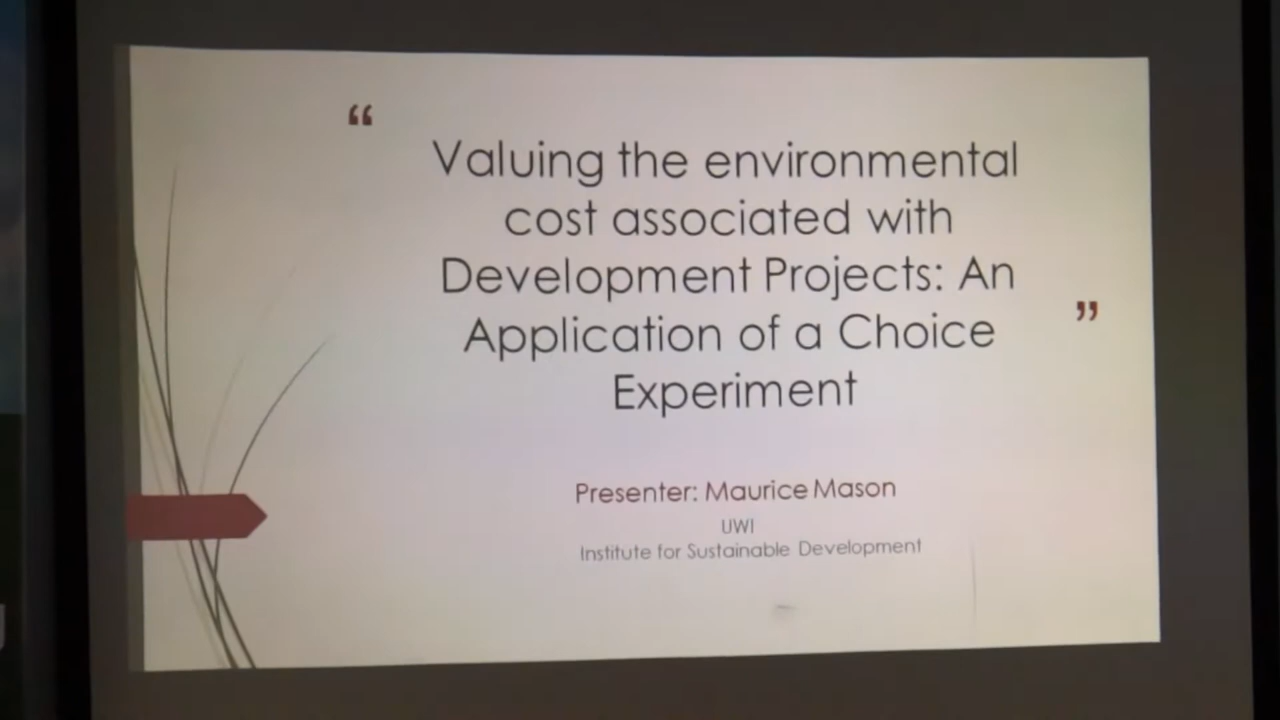 “
Valuing the environmental
cost associated with
Development Projects: An
Application of a Choice
Experiment
”
Presenter: Maurice Mason
UWI
Institute for Sustainable Development